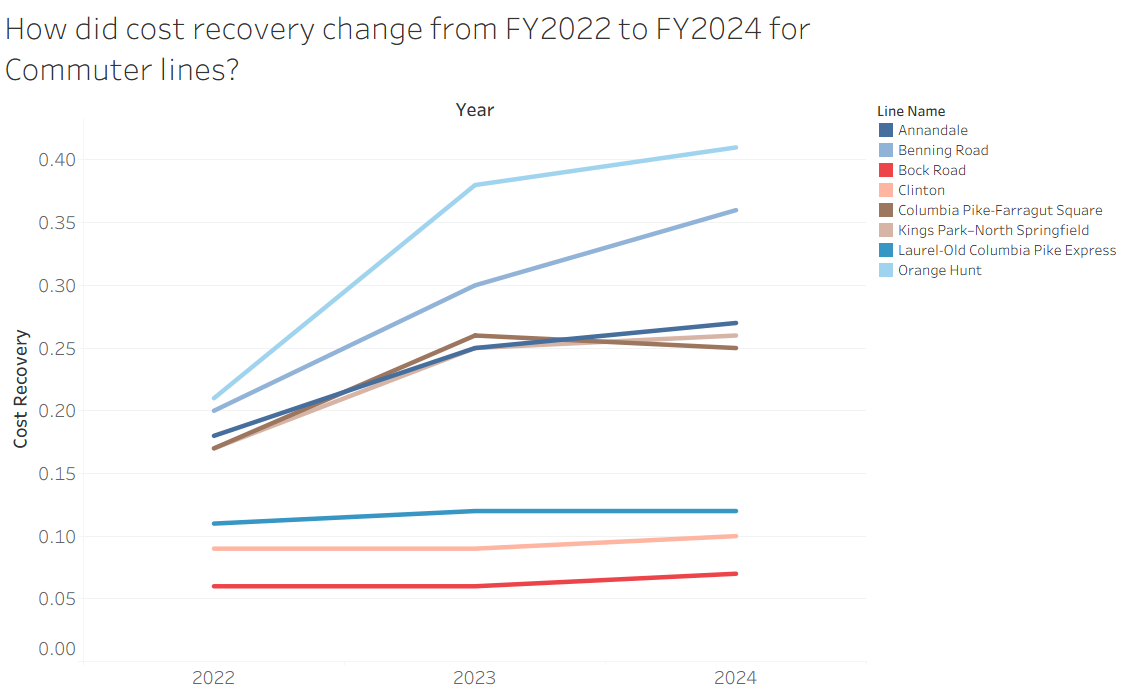 How did cost recovery change from FY2022 to FY2024 for
Commuter lines?
Year
Line Name
Annandale
Benning Road
Bock Road
Clinton
Columbia Pike-Farragut Square
Kings Park–North Springfield
Laurel-Old Columbia Pike Express
Orange Hunt
Cost Recovery
0.40
0.35
0.30
0.25
0.20
0.15
0.10
0.05
0.00
2022
2023
2024